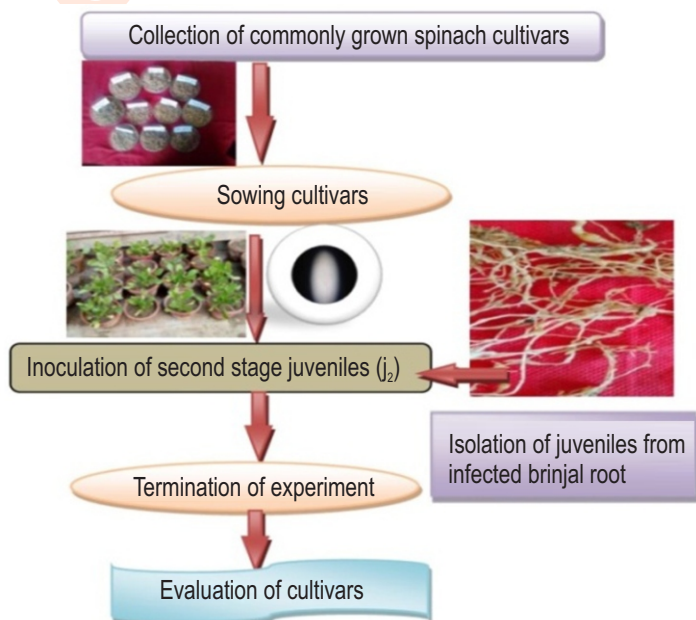 Collection of commonly grown spinach cultivars
Sowing cultivars
Inoculation of second stage juveniles (j₂)
Isolation of juveniles from
infected brinjal root
Termination of experiment
Evaluation of cultivars